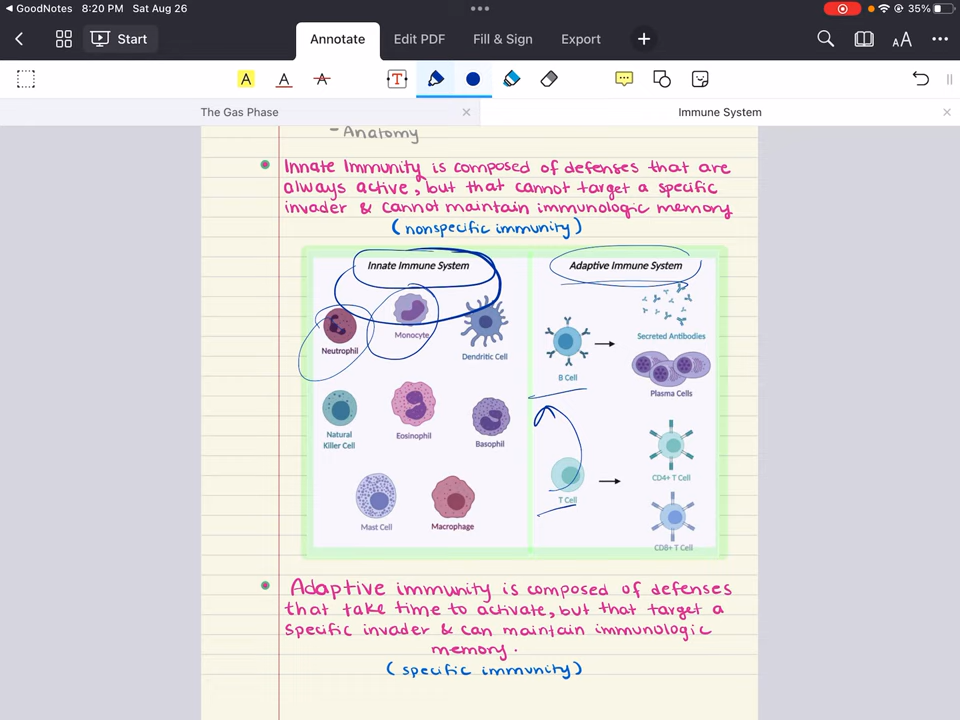 GoodNotes 8:20 PM Sat Aug 26 35%
Start Annotate Edit PDF Fill & Sign Export
The Gas Phase Immune System
- Anatomy
Innate Immunity is composed of defenses that are
always active, but that cannot target a specific
invader & cannot maintain immunologic memory
(nonspecific immunity)
Innate Immune System
Neutrophil
Monocyte
Dendritic Cell
Natural
Killer Cell
Eosinophil
Basophil
Mast Cell
Macrophage
Adaptive Immune System
B Cell
Secreted Antibodies
Plasma Cells
T Cell
CD4+ T Cell
CD8+ T Cell
Adaptive immunity is composed of defenses
that take time to activate, but that target a
specific invader & can maintain immunologic
memory.
(specific immunity)